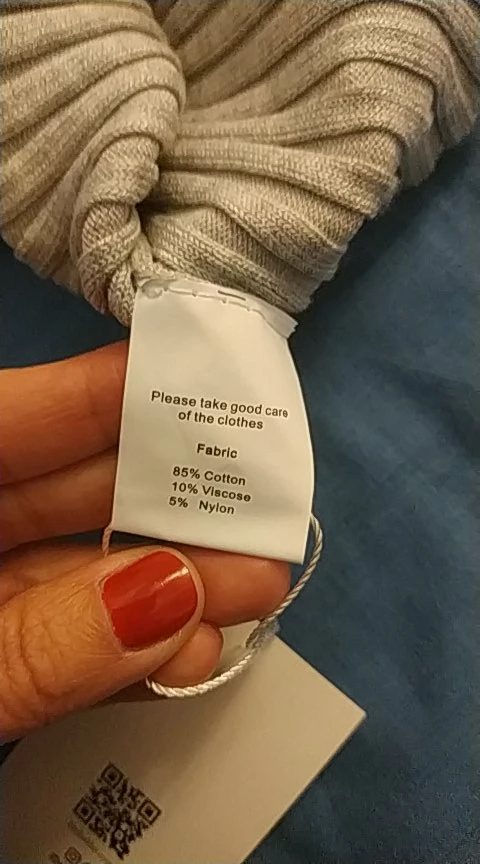 Please take good care
of the clothes
Fabric
85% Cotton
10% Viscose
5% Nylon